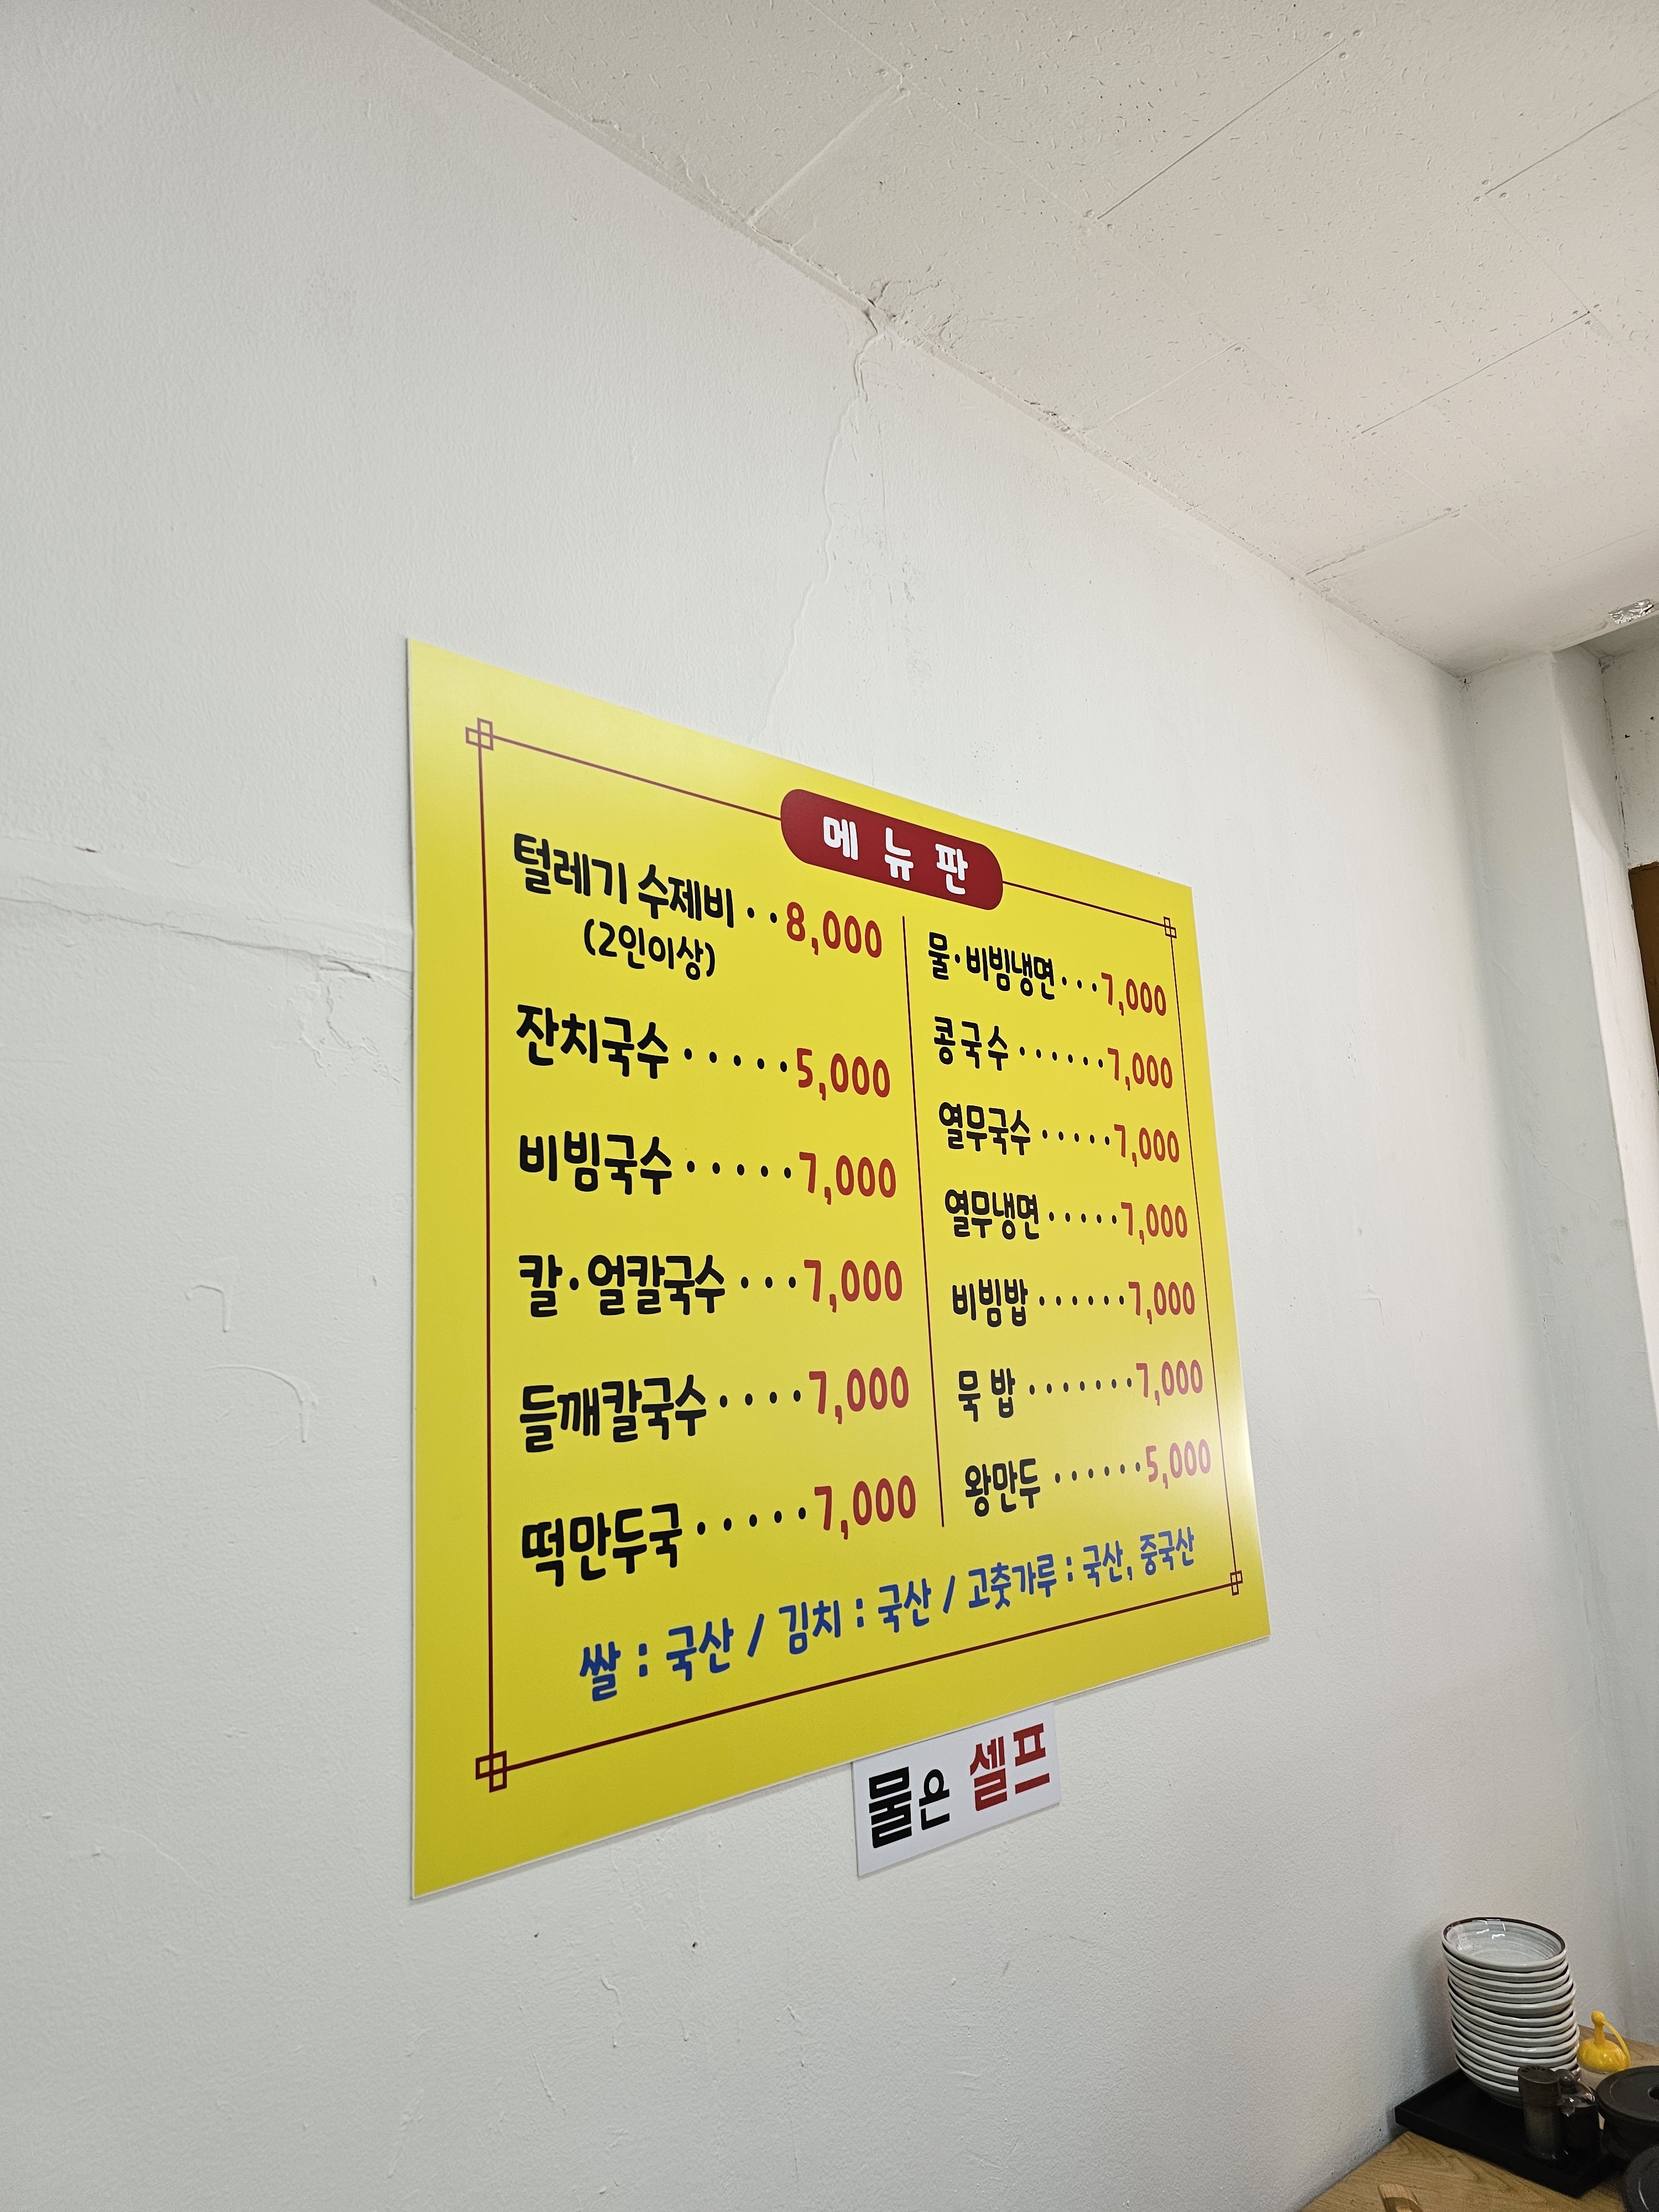 메뉴판
털레기 수제비 · · 8,000
(2인이상)
잔치국수 · · · · · 5,000
비빔국수 · · · · · 7,000
칼·얼칼국수 · · · 7,000
들깨칼국수 · · · · 7,000
떡만두국 · · · · · 7,000
물·비빔냉면 · · · 7,000
콩국수 · · · · · · 7,000
열무국수 · · · · · 7,000
열무냉면 · · · · · 7,000
비빔밥 · · · · · · 7,000
묵 밥 · · · · · · · 7,000
왕만두 · · · · · · 5,000
쌀 : 국산 / 김치 : 국산 / 고춧가루 : 국산, 중국산
물은 셀프